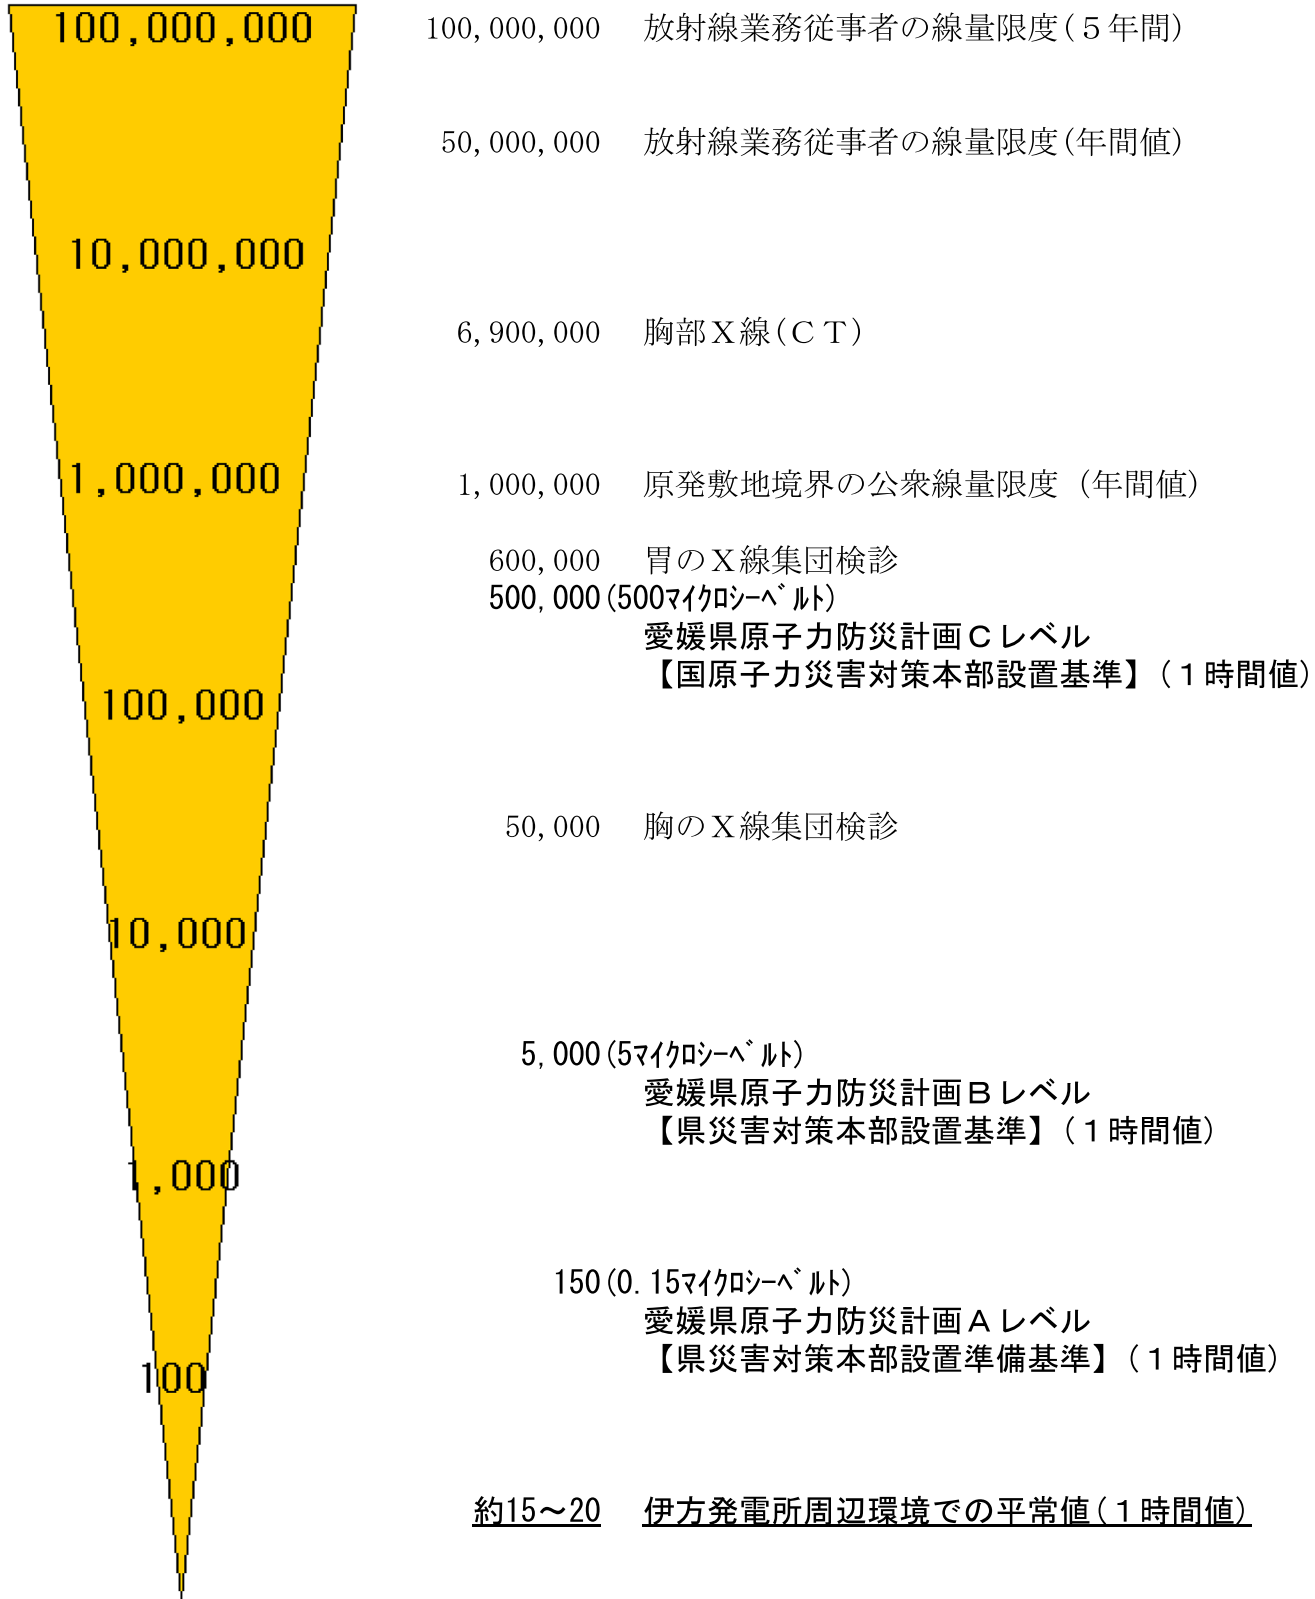 100,000,000
100,000,000 放射線業務従事者の線量限度(５年間)
50,000,000 放射線業務従事者の線量限度(年間値)
10,000,000
6,900,000 胸部Ｘ線(ＣＴ)
1,000,000
1,000,000 原発敷地境界の公衆線量限度 (年間値)
600,000 胃のＸ線集団検診
500,000(500ﾏｲｸﾛｼｰﾍﾞﾙﾄ)
愛媛県原子力防災計画Ｃレベル
【国原子力災害対策本部設置基準】(１時間値)
100,000
50,000 胸のＸ線集団検診
10,000
5,000(5ﾏｲｸﾛｼｰﾍﾞﾙﾄ)
愛媛県原子力防災計画Ｂレベル
【県災害対策本部設置基準】(１時間値)
1,000
150(0.15ﾏｲｸﾛｼｰﾍﾞﾙﾄ)
愛媛県原子力防災計画Ａレベル
【県災害対策本部設置準備基準】(１時間値)
100
約15～20 伊方発電所周辺環境での平常値(１時間値)